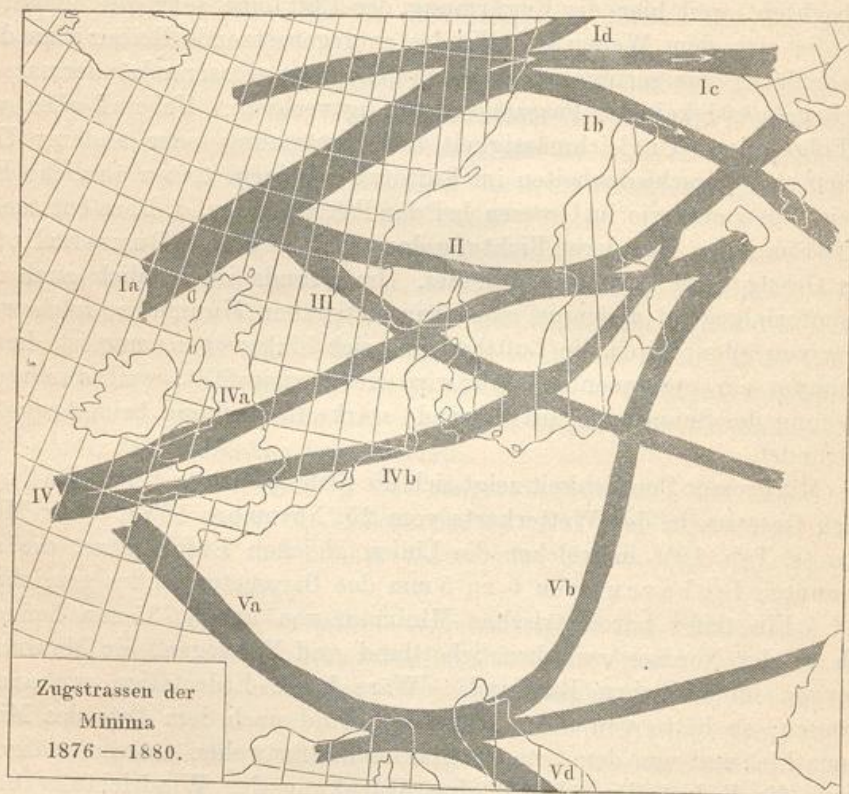 Id
Ic
Ib
II
Ia
III
IVa
IV
IVb
Va
Vb
Zugstrassen der
Minima
1876 — 1880.
Vd